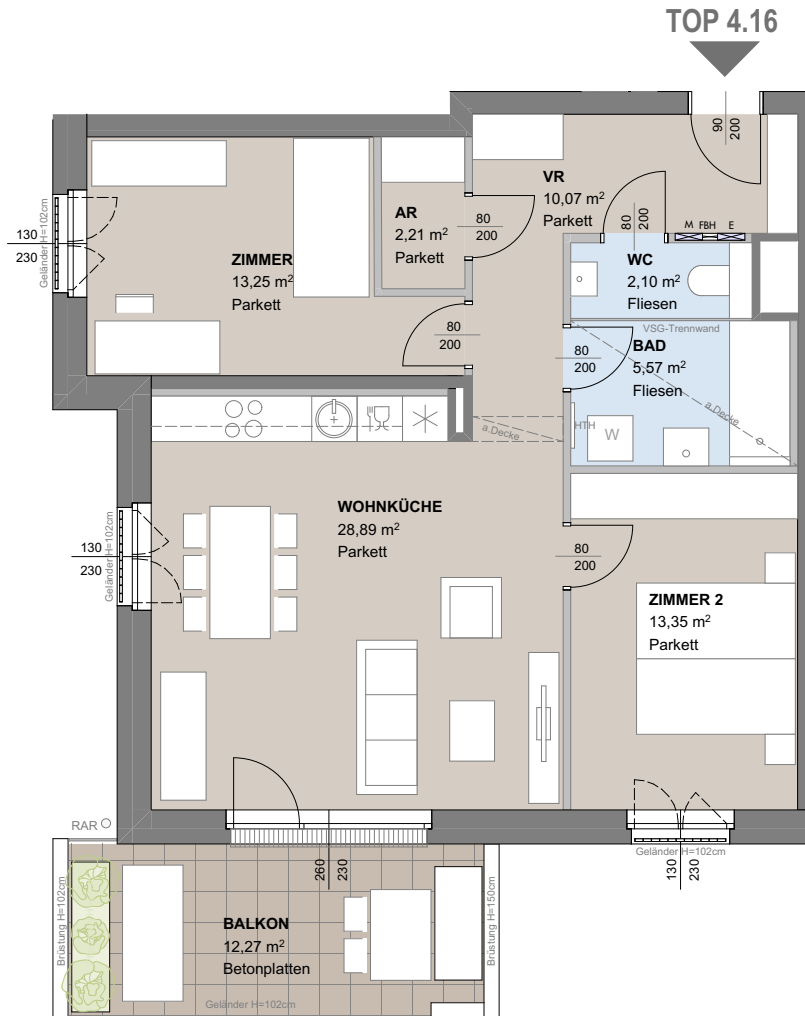 TOP 4.16
90
200
VR
10,07 m²
Parkett
AR
2,21 m²
Parkett
80
200
80
200
M FBH E
Geländer H=102cm
130
230
ZIMMER
13,25 m²
Parkett
WC
2,10 m²
Fliesen
VSG-Trennwand
80
200
80
200
BAD
5,57 m²
Fliesen
a.Decke
a.Decke
HTH
W
WOHNKÜCHE
28,89 m²
Parkett
Geländer H=102cm
130
230
80
200
ZIMMER 2
13,35 m²
Parkett
RAR
Geländer H=102cm
130
230
260
230
Brüstung H=102cm
Brüstung H=150cm
BALKON
12,27 m²
Betonplatten
Geländer H=102cm